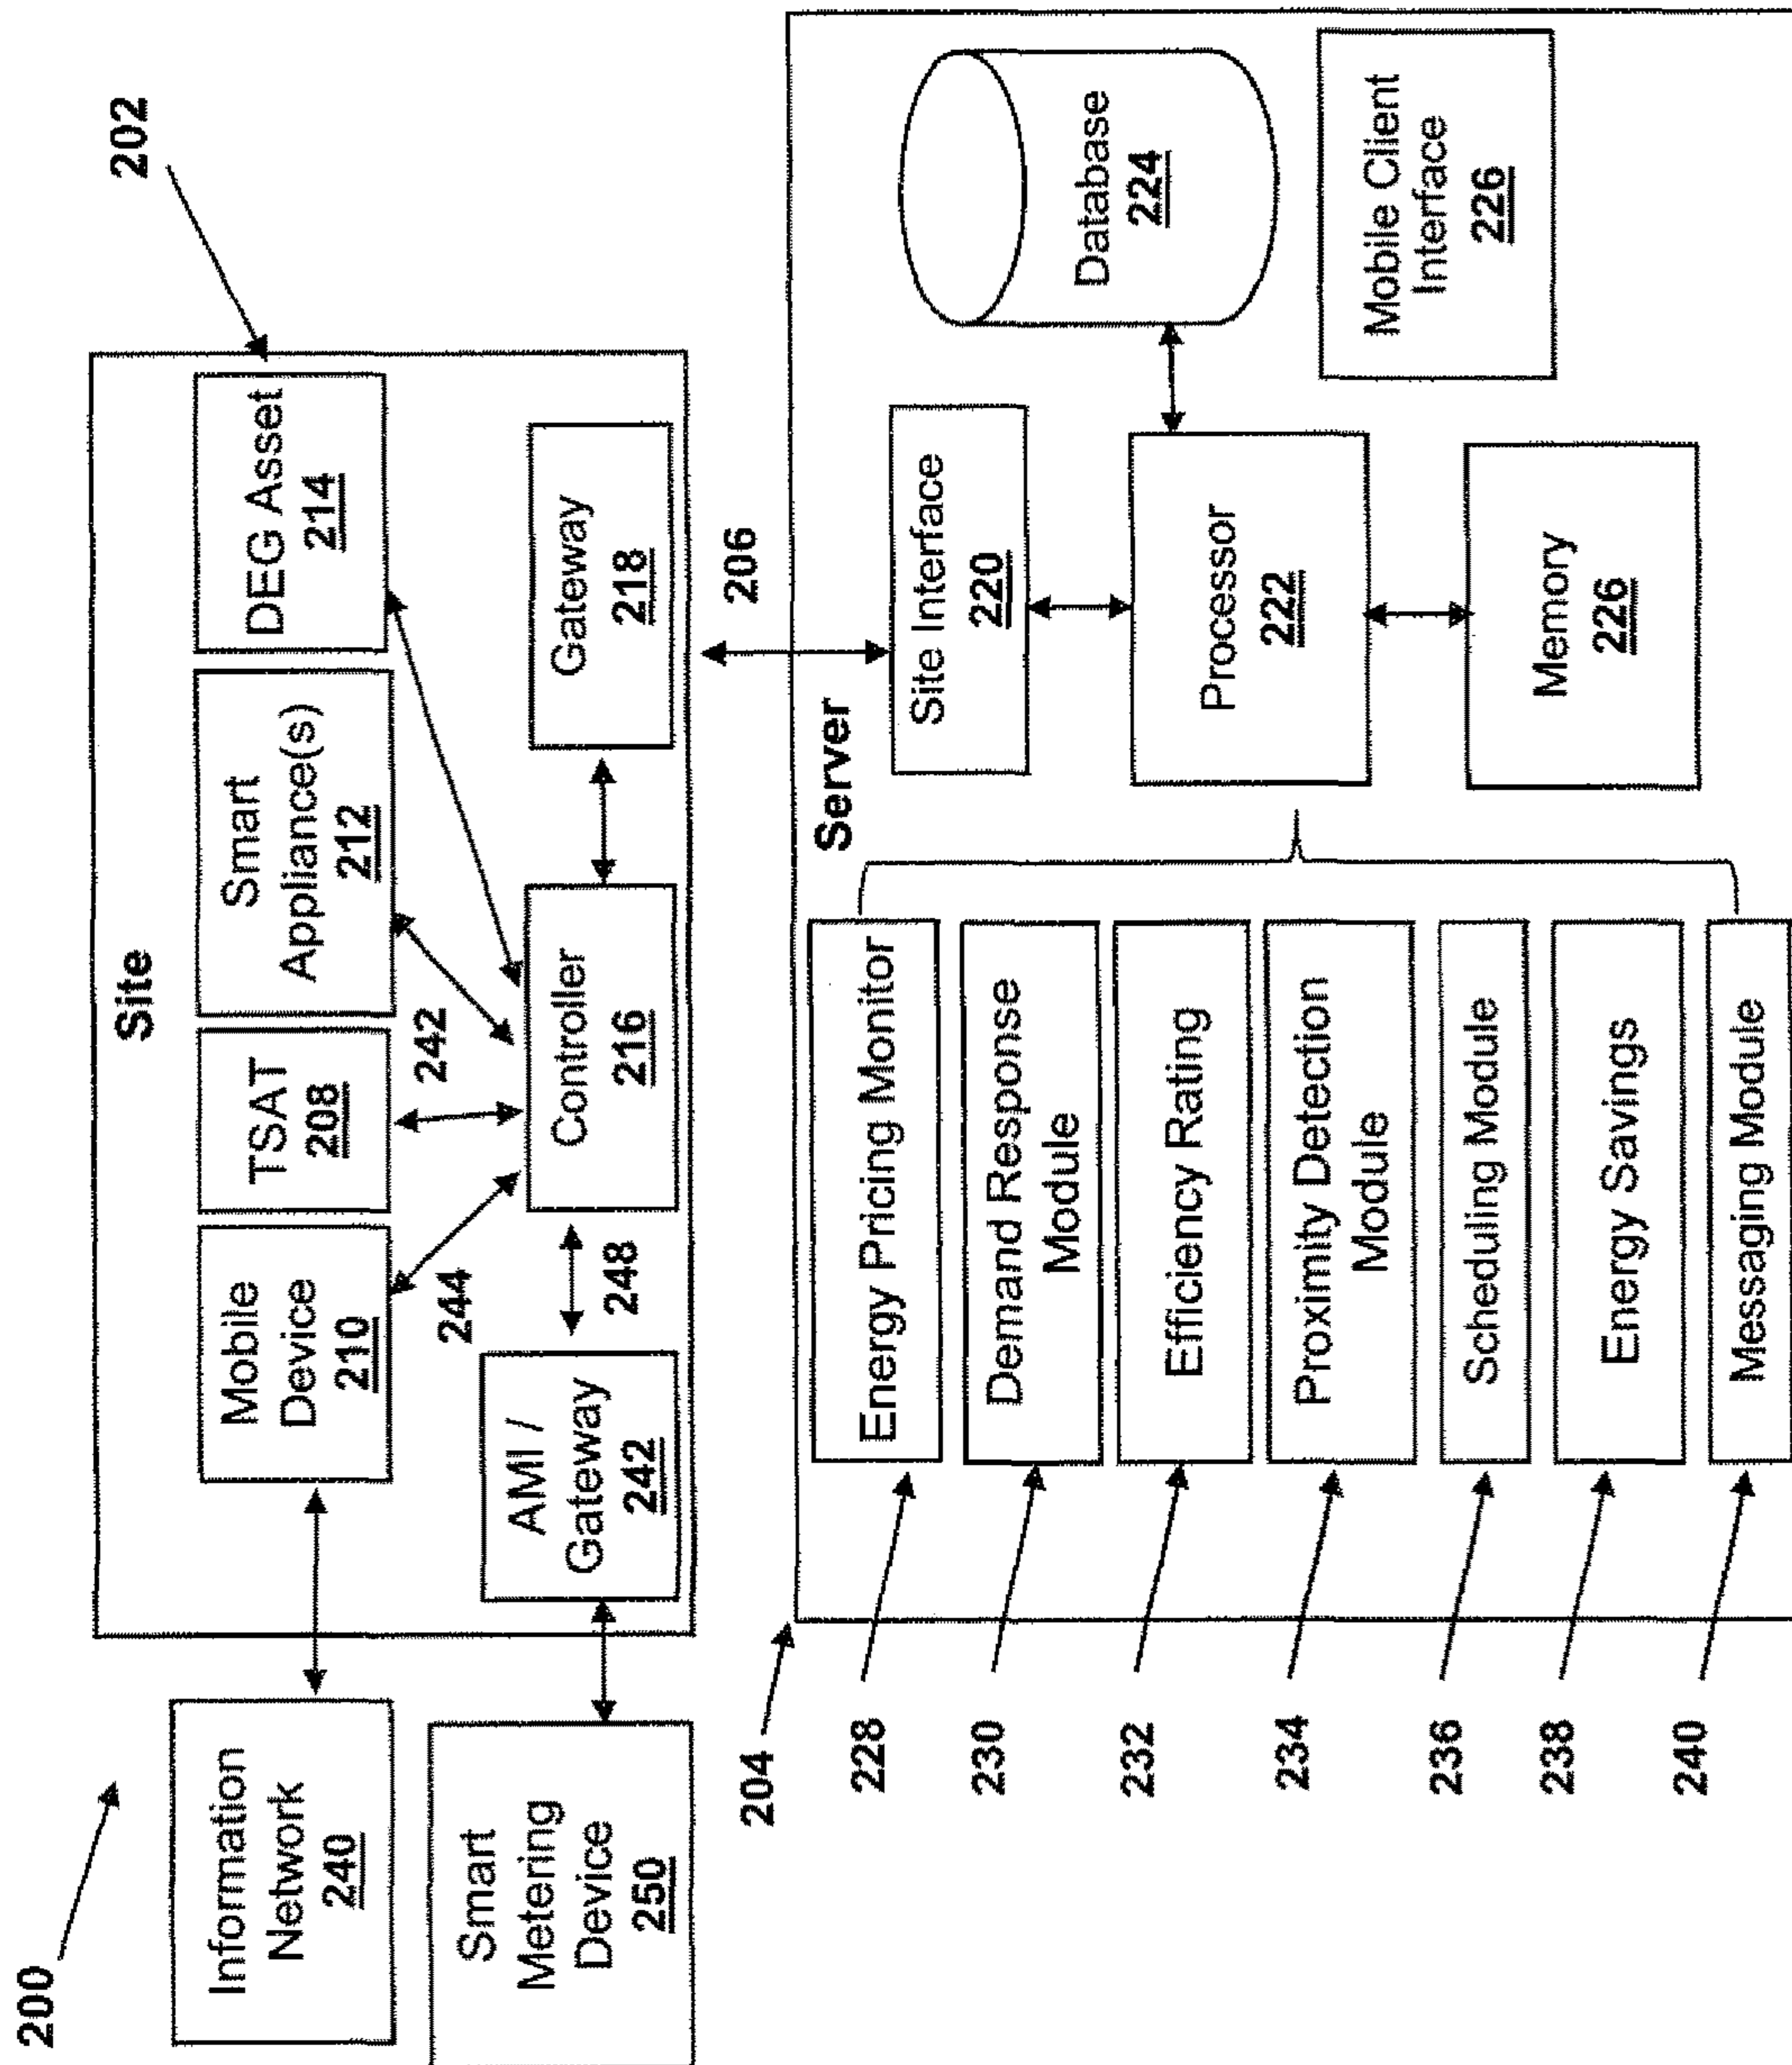 200
202
Site
Information
Network
240
Mobile
Device
210
TSAT
208
Smart
Appliance(s)
212
DEG Asset
214
244
242
Smart
Metering
Device
250
AMI /
Gateway
242
248
Controller
216
Gateway
218
206
204
Server
228
Energy Pricing Monitor
230
Demand Response
Module
232
Efficiency Rating
234
Proximity Detection
Module
236
Scheduling Module
238
Energy Savings
240
Messaging Module
Site Interface
220
Processor
222
Memory
226
Database
224
Mobile Client
Interface
226